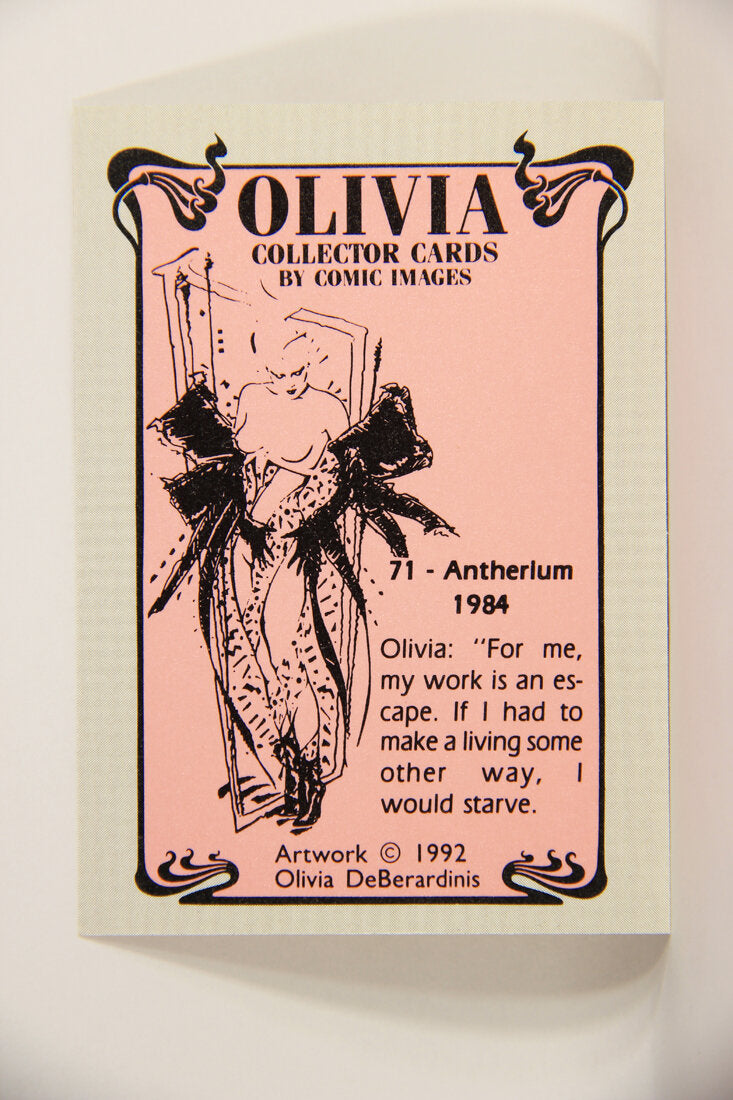 OLIVIA
COLLECTOR CARDS
BY COMIC IMAGES
71 - Antherium
1984
Olivia: "For me,
my work is an es-
cape. If I had to
make a living some
other way, I
would starve.
Artwork © 1992
Olivia DeBerardinis